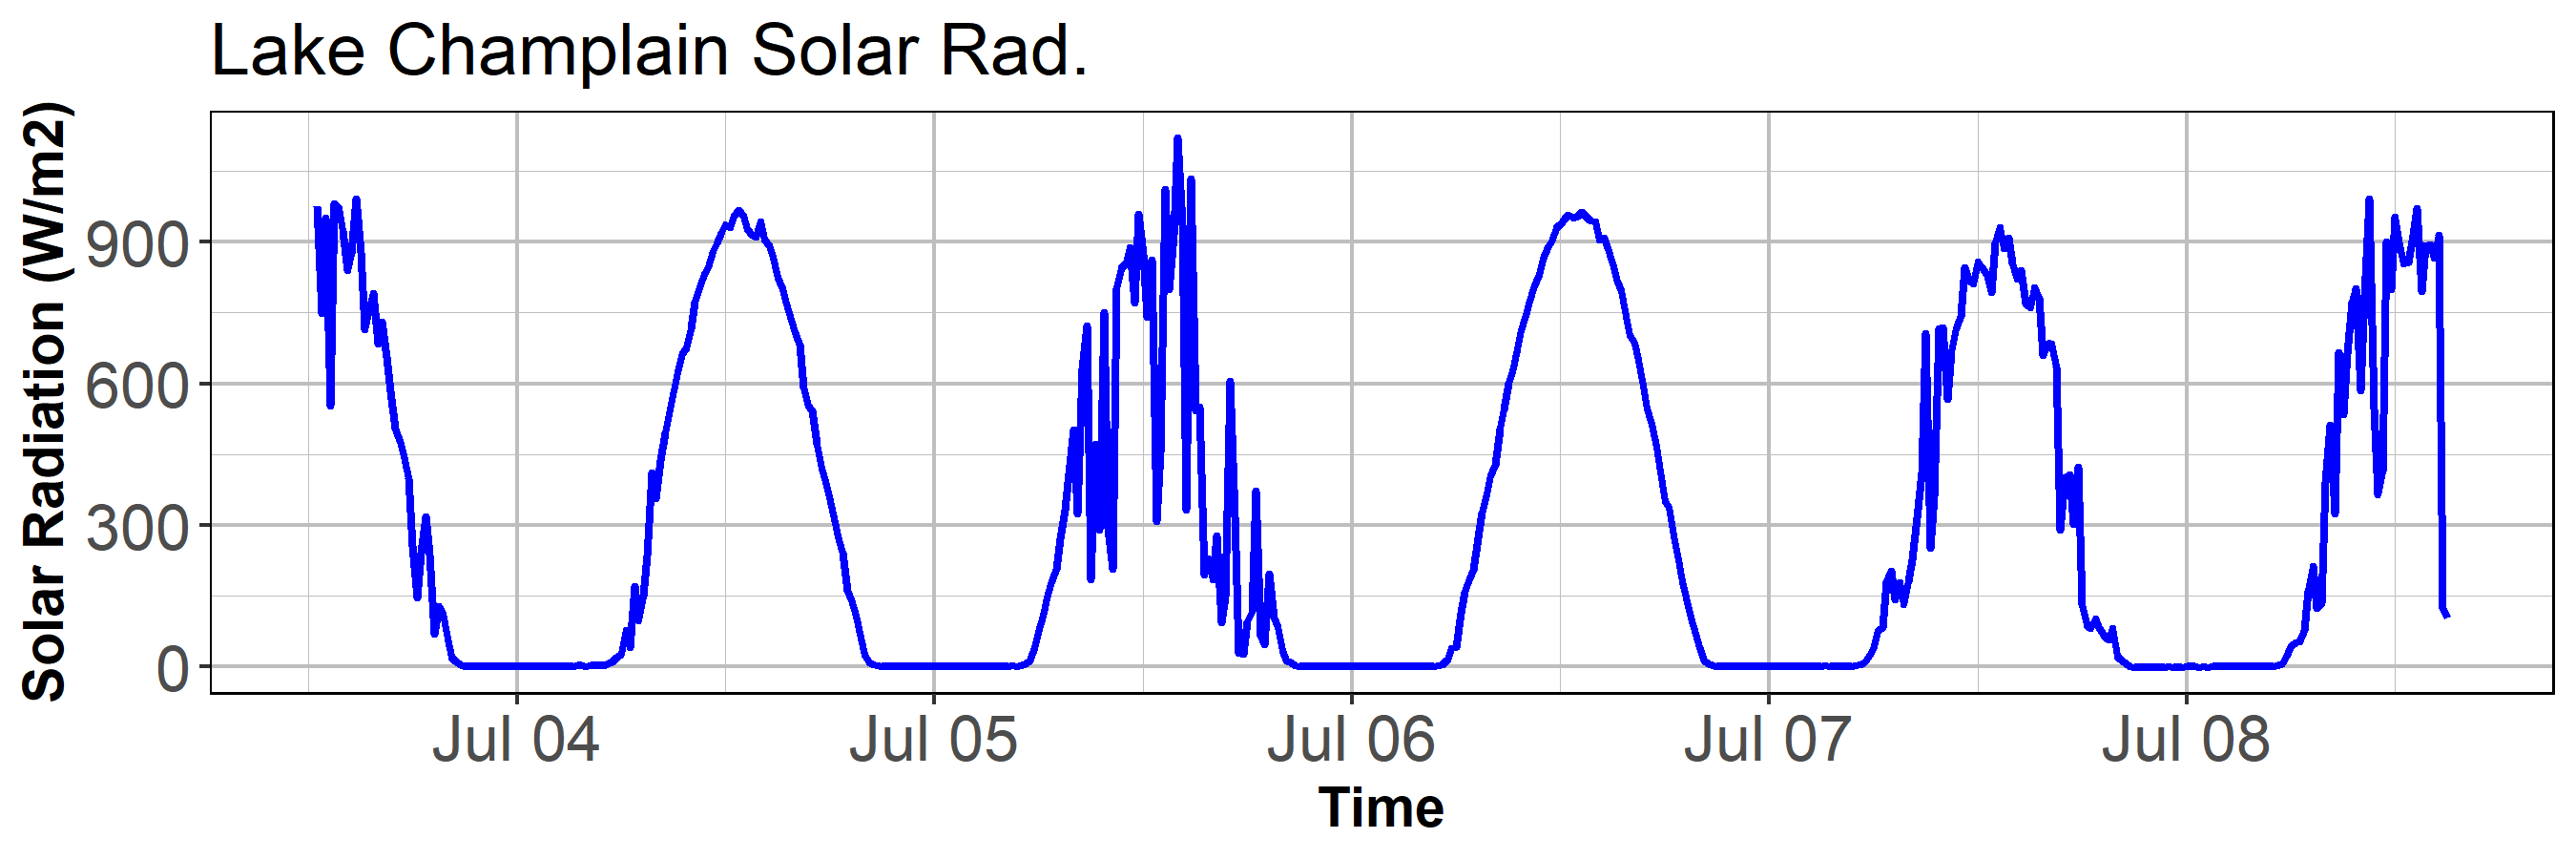 Lake Champlain Solar Rad.
Solar Radiation (W/m2)
900
600
300
0
Jul 04 Jul 05 Jul 06 Jul 07 Jul 08
Time